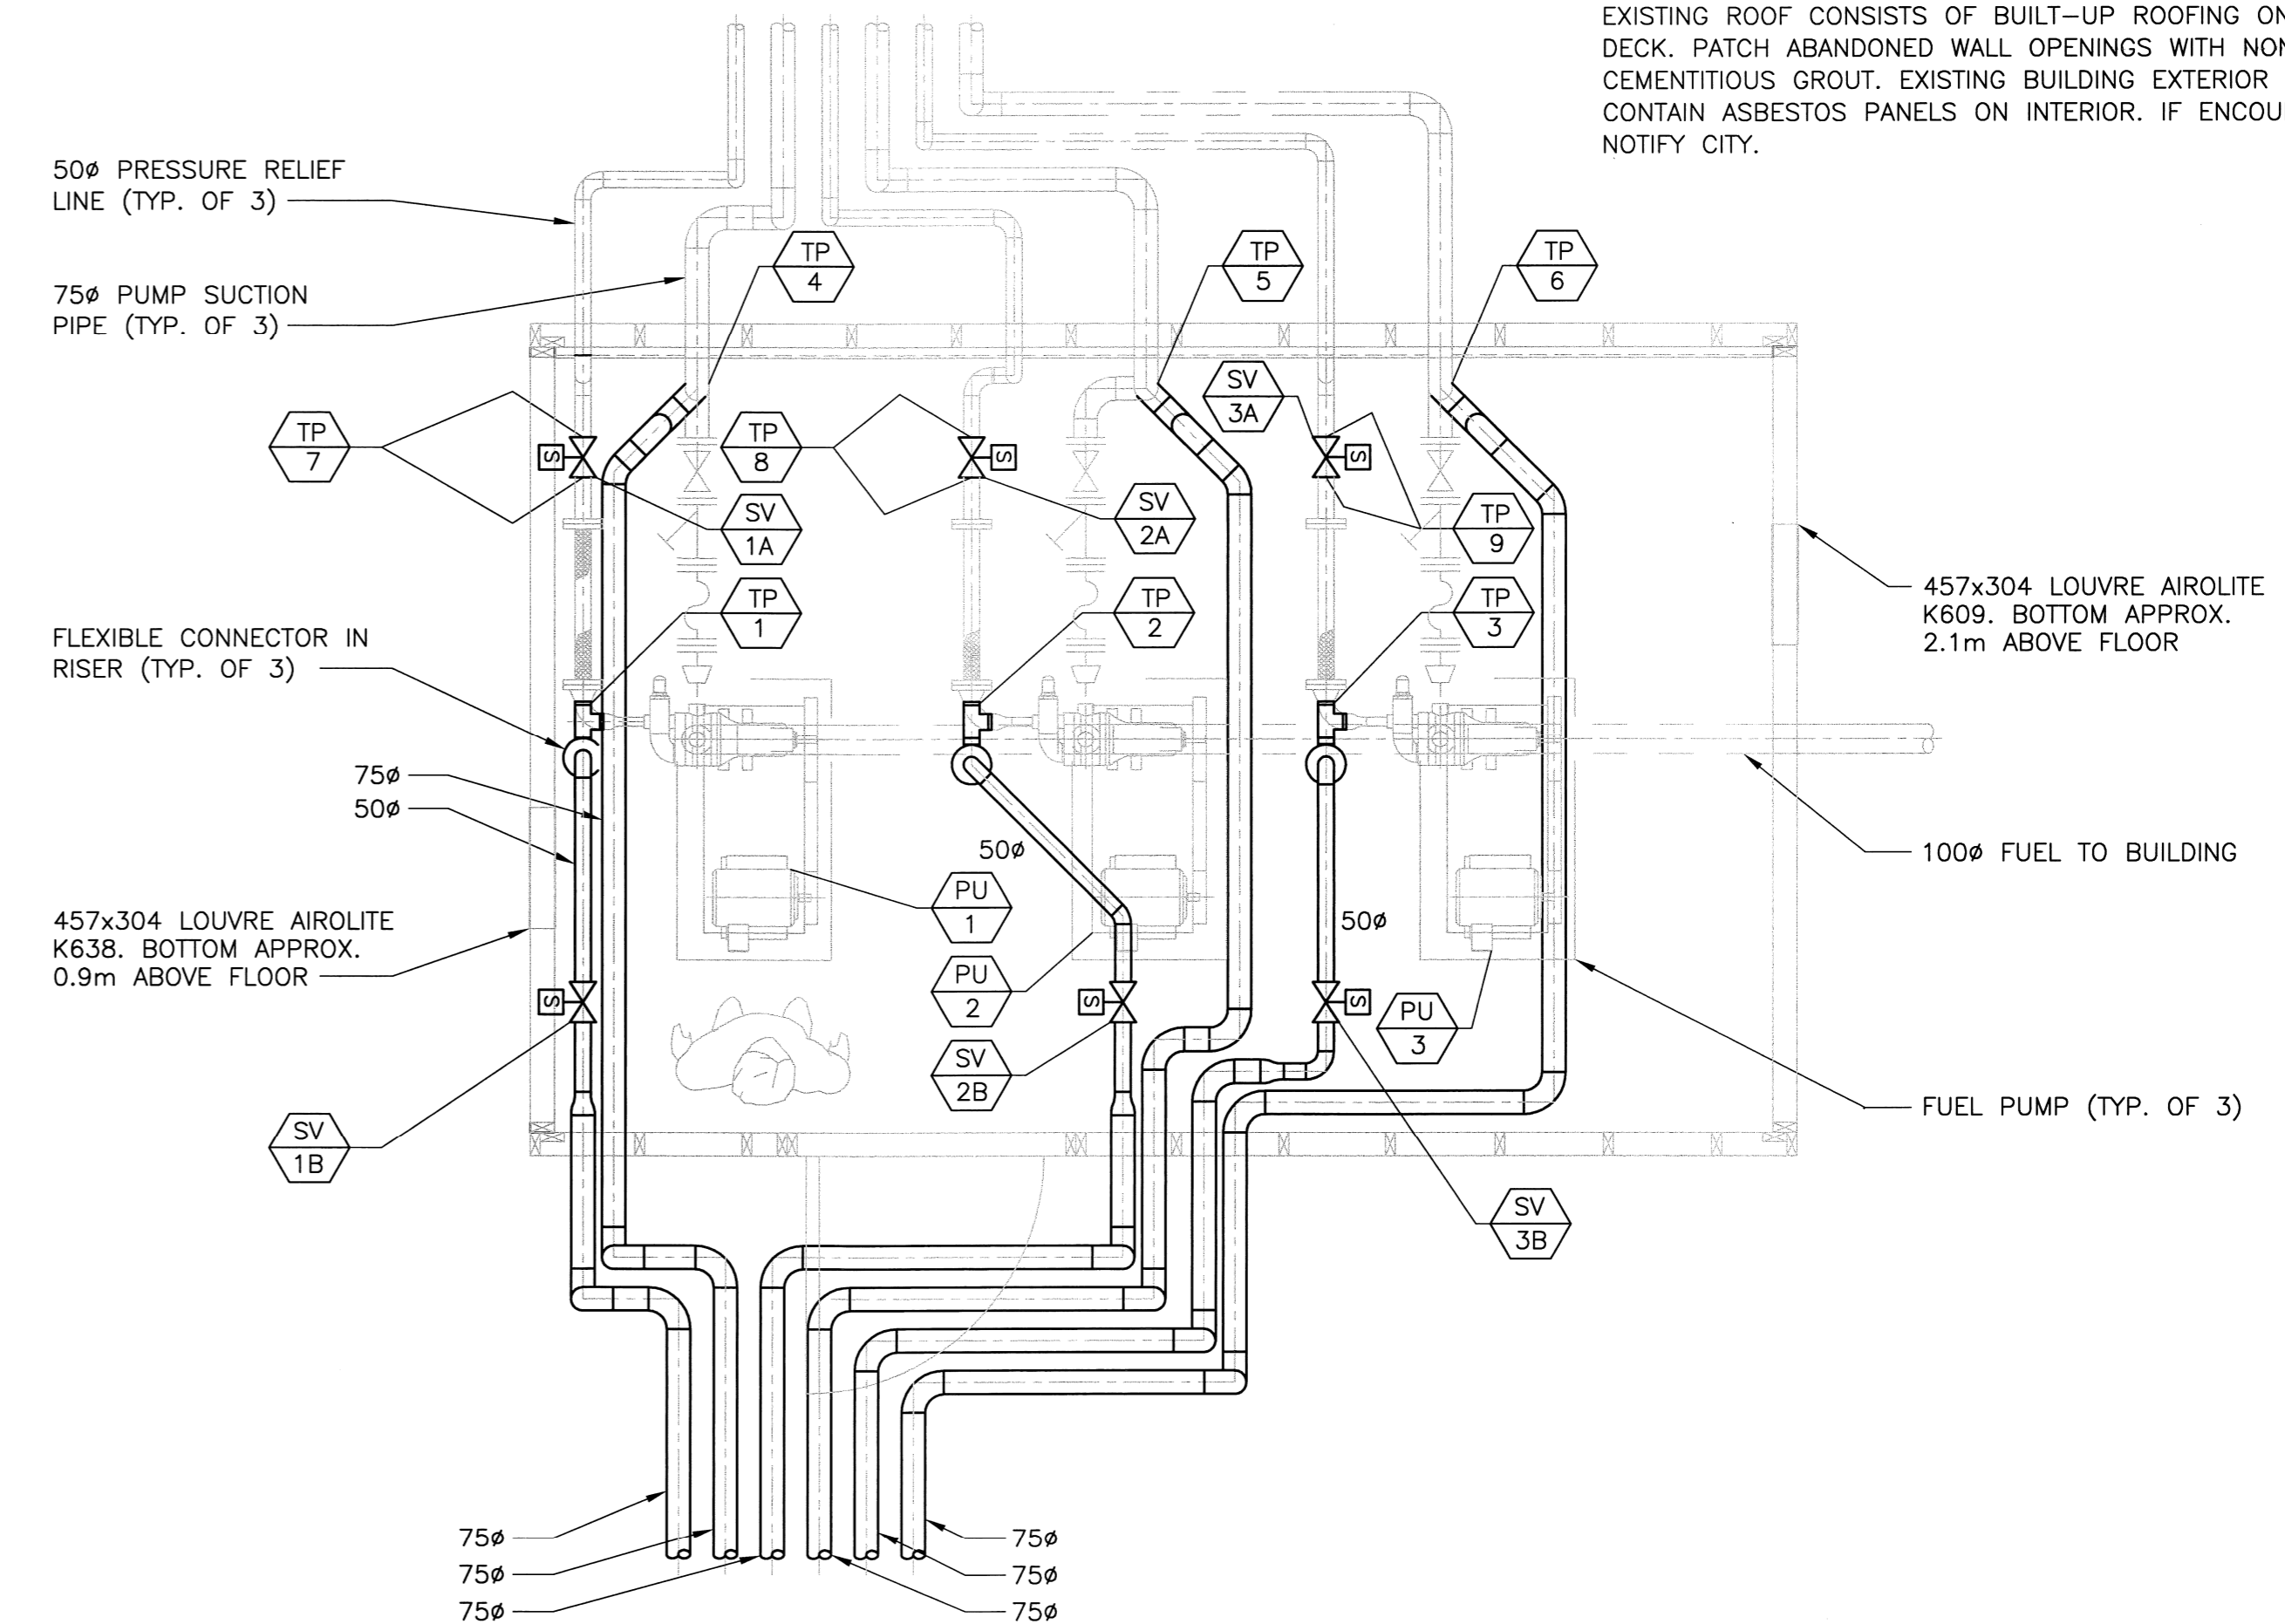 EXISTING ROOF CONSISTS OF BUILT-UP ROOFING ON
DECK. PATCH ABANDONED WALL OPENINGS WITH NON
CEMENTITIOUS GROUT. EXISTING BUILDING EXTERIOR
CONTAIN ASBESTOS PANELS ON INTERIOR. IF ENCOU
NOTIFY CITY.
50ø PRESSURE RELIEF
LINE (TYP. OF 3)
75ø PUMP SUCTION
PIPE (TYP. OF 3)
TP
4
TP
5
TP
6
SV
3A
TP
7
TP
8
S
S
S
SV
1A
SV
2A
TP
9
457x304 LOUVRE AIROLITE
K609. BOTTOM APPROX.
2.1m ABOVE FLOOR
TP
1
TP
2
TP
3
FLEXIBLE CONNECTOR IN
RISER (TYP. OF 3)
75ø
50ø
50ø
100ø FUEL TO BUILDING
PU
1
50ø
457x304 LOUVRE AIROLITE
K638. BOTTOM APPROX.
0.9m ABOVE FLOOR
PU
2
S
S
S
PU
3
SV
2B
FUEL PUMP (TYP. OF 3)
SV
1B
SV
3B
75ø
75ø
75ø
75ø
75ø
75ø